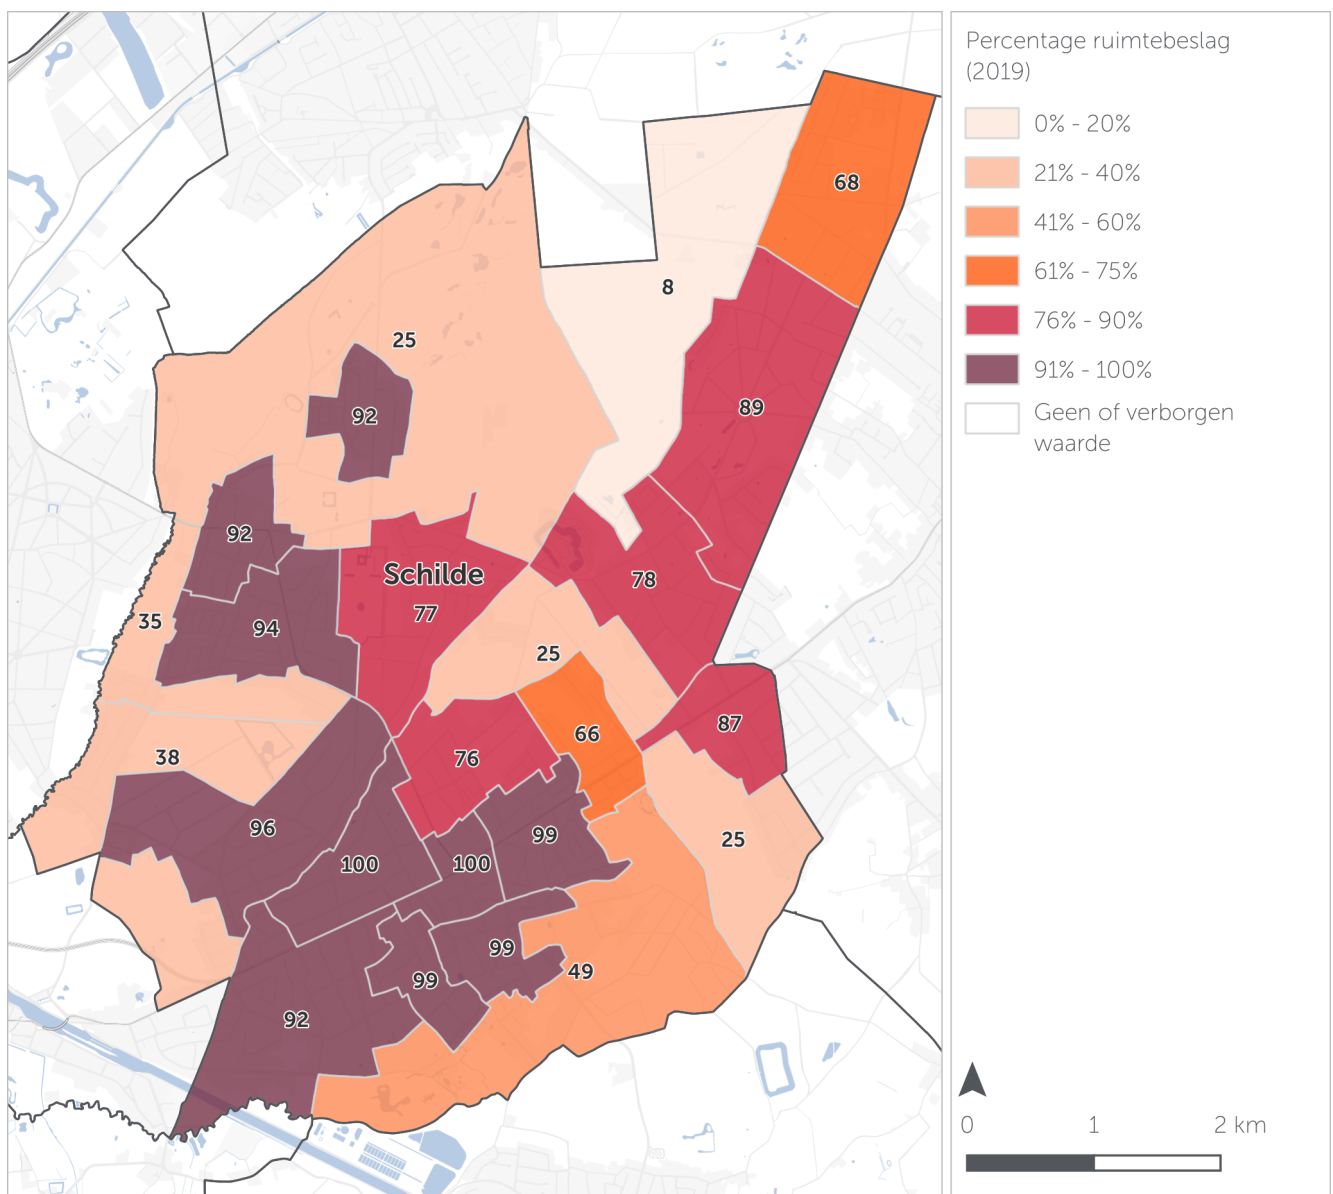 68
8
25
89
92
92
Schilde
78
77
35
94
25
87
66
38
76
96
99
25
100
100
99
49
99
92
Percentage ruimtebeslag
(2019)
0% - 20%
21% - 40%
41% - 60%
61% - 75%
76% - 90%
91% - 100%
Geen of verborgen
waarde
0 1 2 km